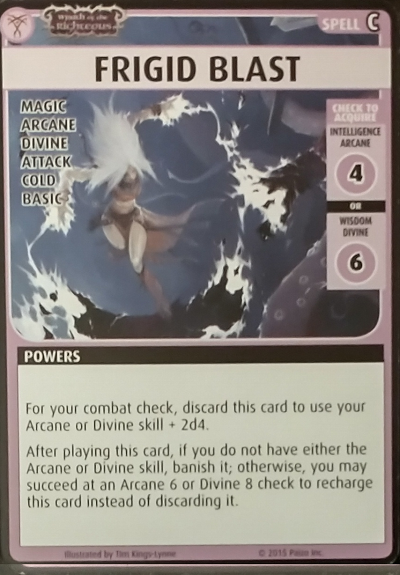 Wrath of the
Righteous
SPELL C
FRIGID BLAST
MAGIC
ARCANE
DIVINE
ATTACK
COLD
BASIC
CHECK TO
ACQUIRE
INTELLIGENCE
ARCANE
4
OR
WISDOM
DIVINE
6
POWERS
For your combat check, discard this card to use your
Arcane or Divine skill + 2d4.
After playing this card, if you do not have either the
Arcane or Divine skill, banish it; otherwise, you may
succeed at an Arcane 6 or Divine 8 check to recharge
this card instead of discarding it.
Illustrated by Tim Kings-Lynne
© 2015 Paizo Inc.